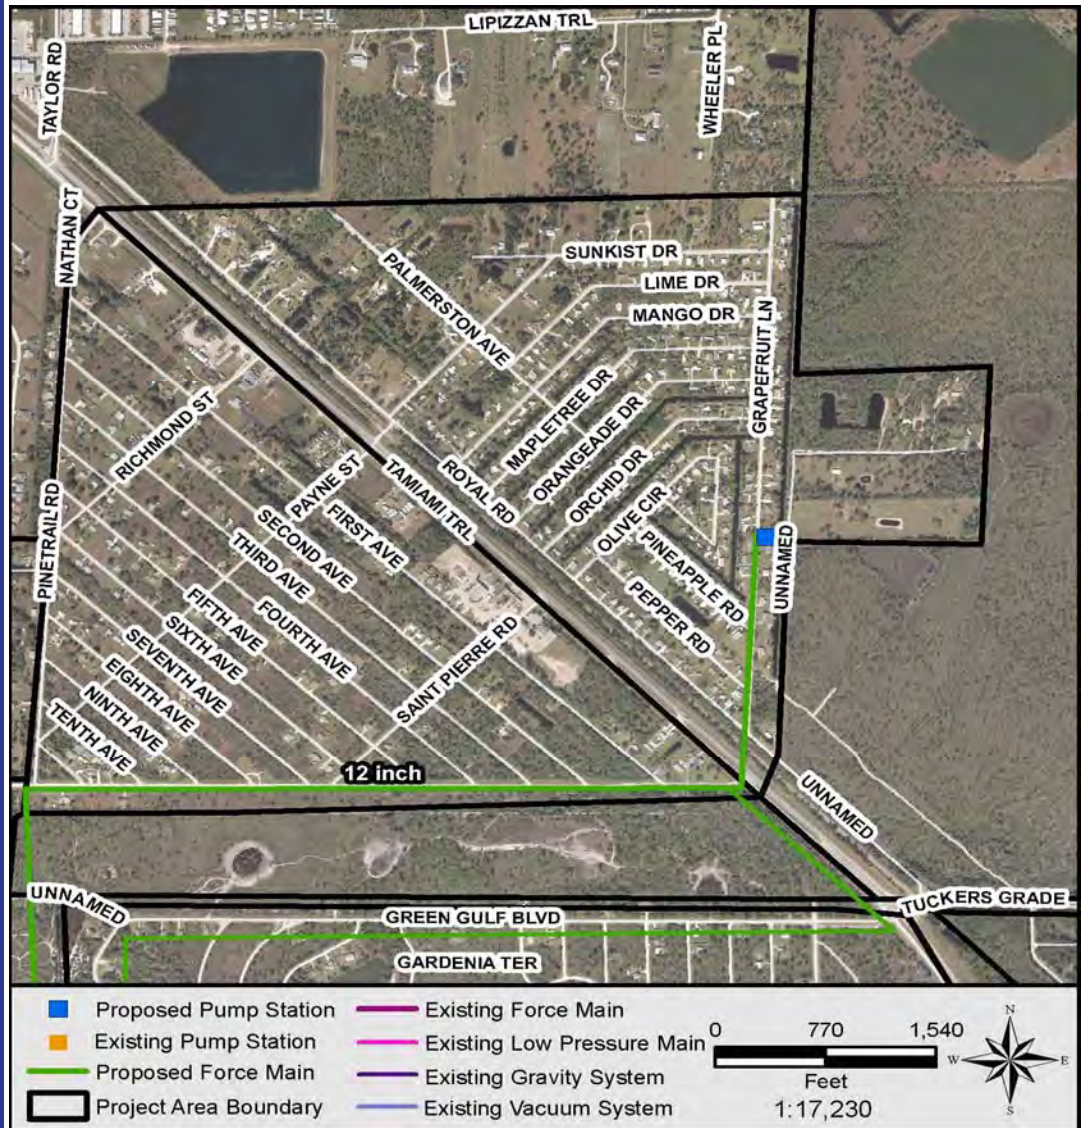 LIPIZZAN TRL
TAYLOR RD
WHEELER PL
NATHAN CT
PALMERSTON AVE
SUNKIST DR
LIME DR
MANGO DR
GRAPEFRUIT LN
MAPLETREE DR
ORANGEADE DR
ORCHID DR
OLIVE CIR
PINEAPPLE RD
PEPPER RD
UNNAMED
RICHMOND ST
PAYNE ST
TAMIAMI TRL
ROYAL RD
PINETRAIL RD
FIRST AVE
SECOND AVE
THIRD AVE
FOURTH AVE
FIFTH AVE
SIXTH AVE
SEVENTH AVE
EIGHTH AVE
NINTH AVE
TENTH AVE
SAINT PIERRE RD
12 inch
UNNAMED
UNNAMED
TUCKERS GRADE
GREEN GULF BLVD
GARDENIA TER
Proposed Pump Station
Existing Pump Station
Proposed Force Main
Project Area Boundary
Existing Force Main
Existing Low Pressure Main
Existing Gravity System
Existing Vacuum System
0 770 1,540
Feet
1:17,230
N
W E
S